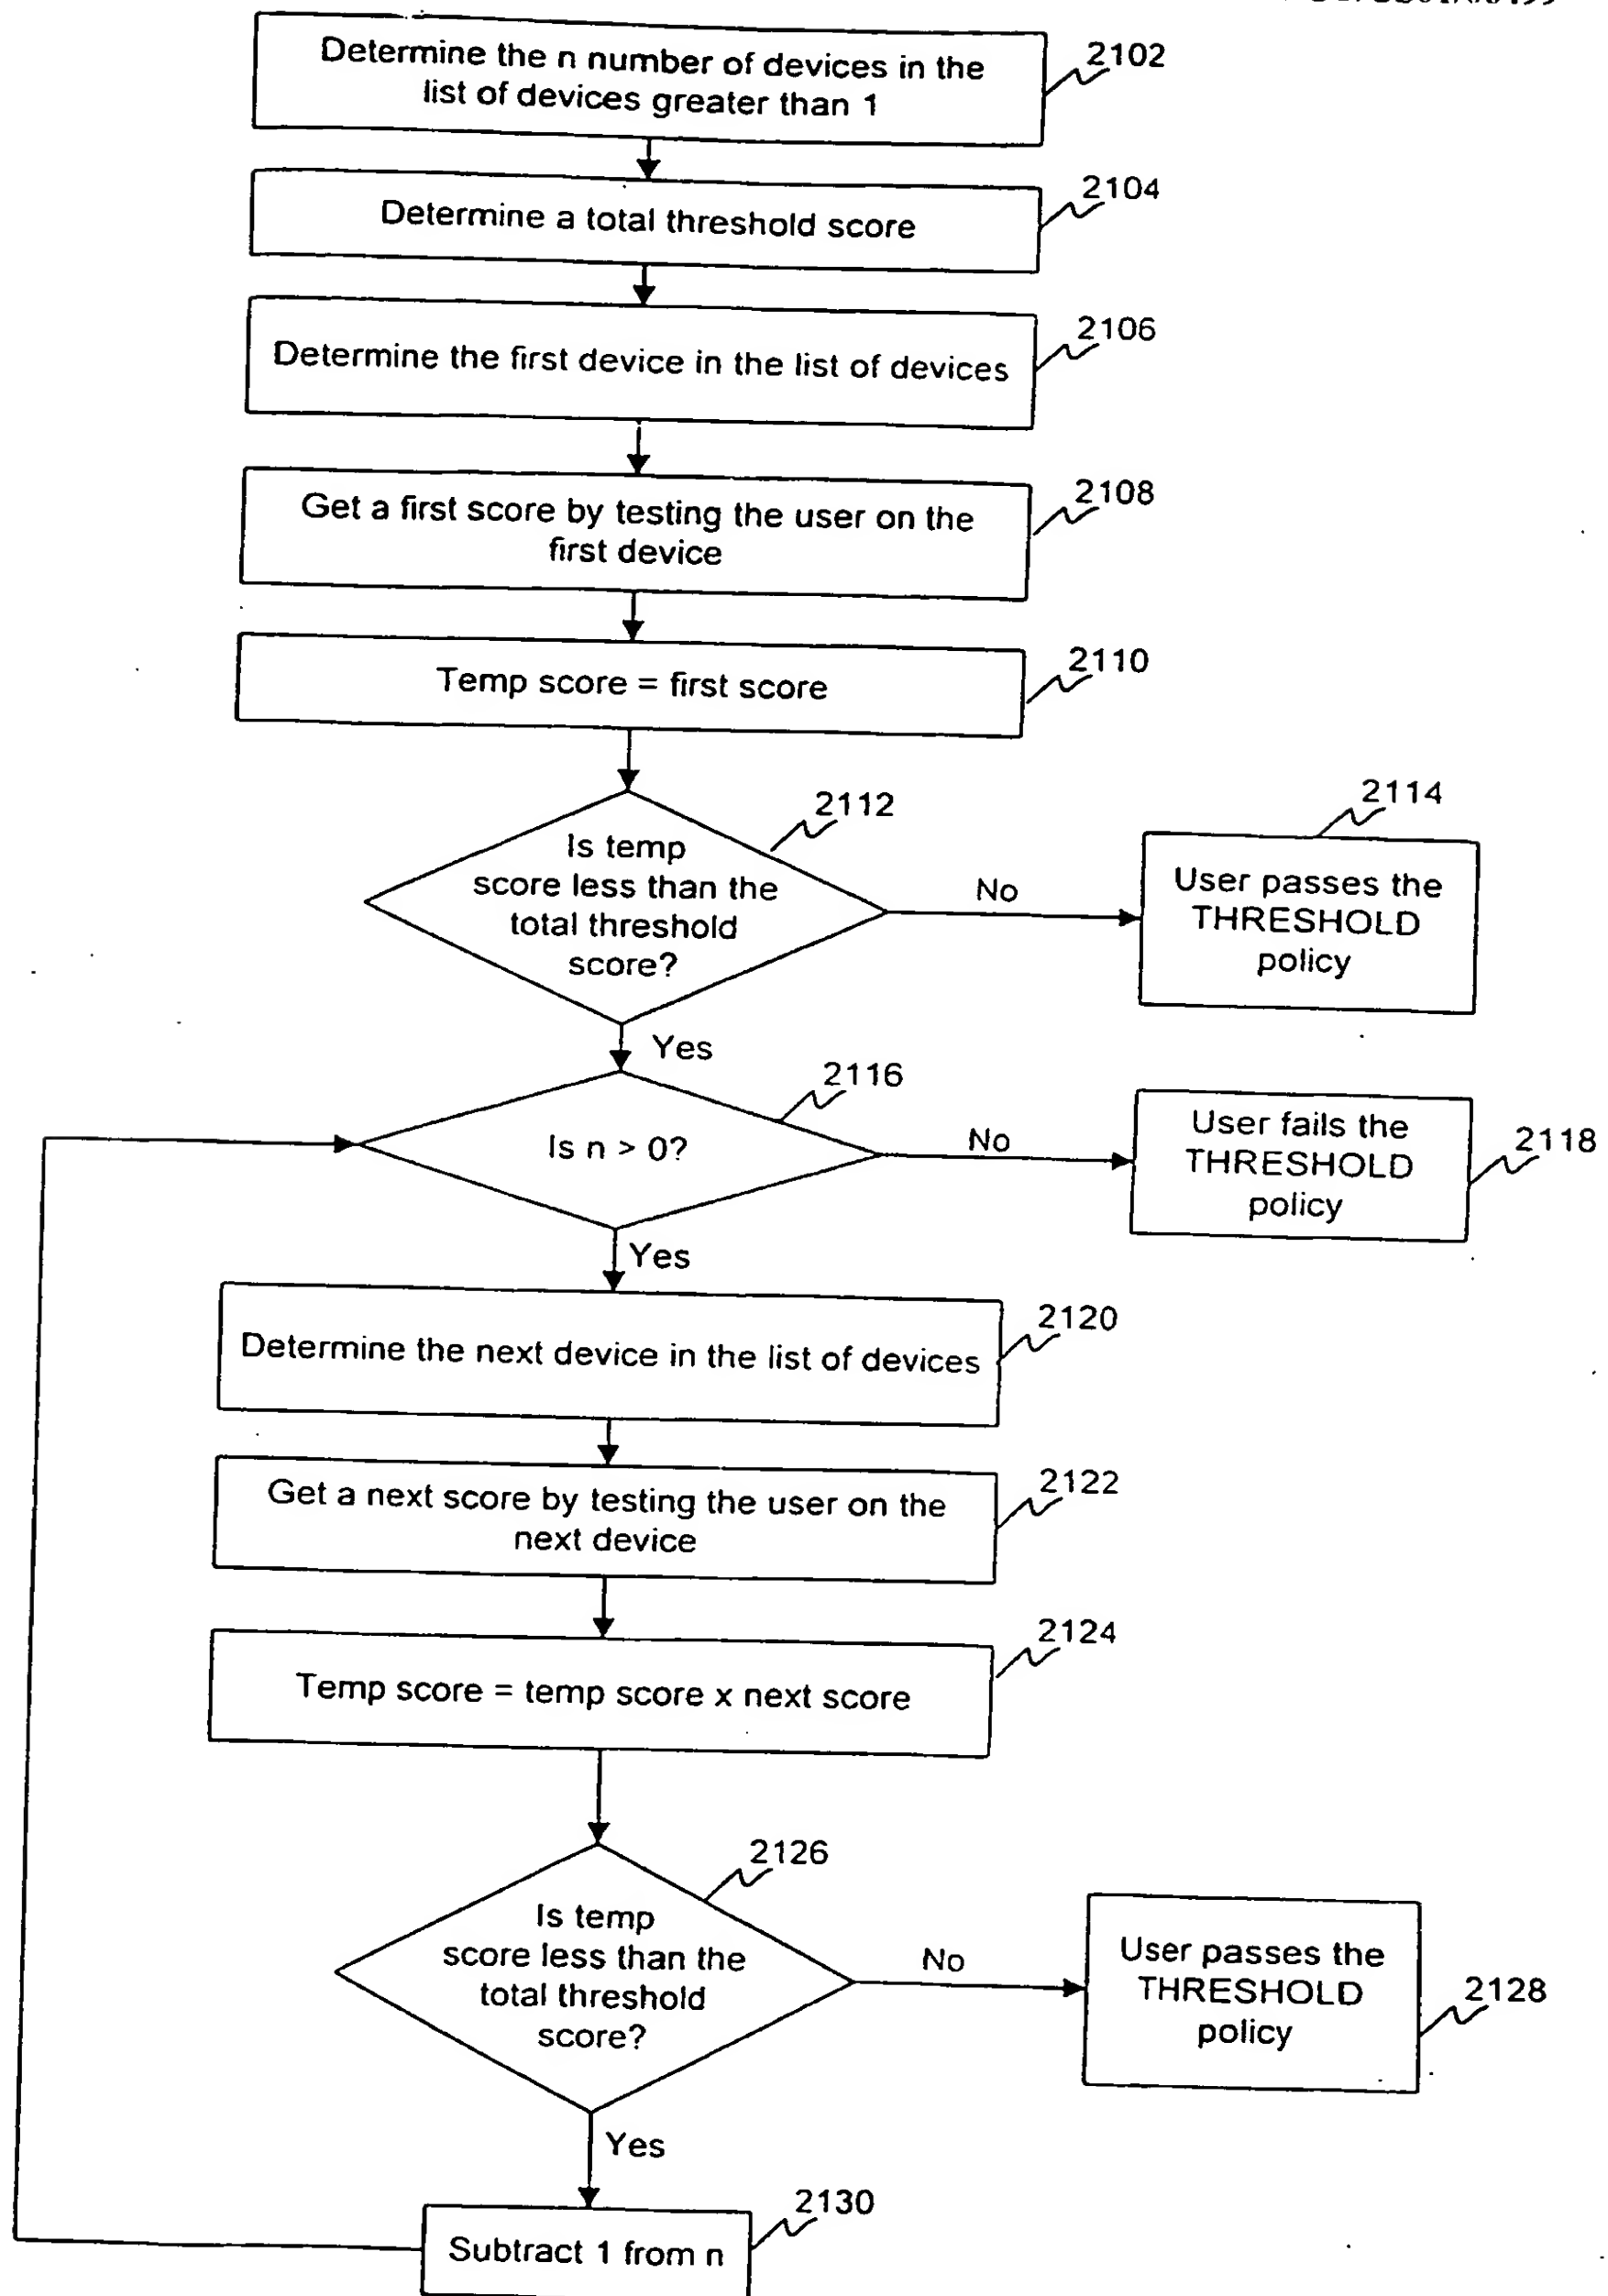 Determine the n number of devices in the
list of devices greater than 1
2102
Determine a total threshold score
2104
Determine the first device in the list of devices
2106
Get a first score by testing the user on the
first device
2108
Temp score = first score
2110
Is temp
score less than the
total threshold
score?
2112
No
User passes the
THRESHOLD
policy
2114
Yes
Is n > 0?
2116
No
User fails the
THRESHOLD
policy
2118
Yes
Determine the next device in the list of devices
2120
Get a next score by testing the user on the
next device
2122
Temp score = temp score x next score
2124
Is temp
score less than the
total threshold
score?
2126
No
User passes the
THRESHOLD
policy
2128
Yes
Subtract 1 from n
2130